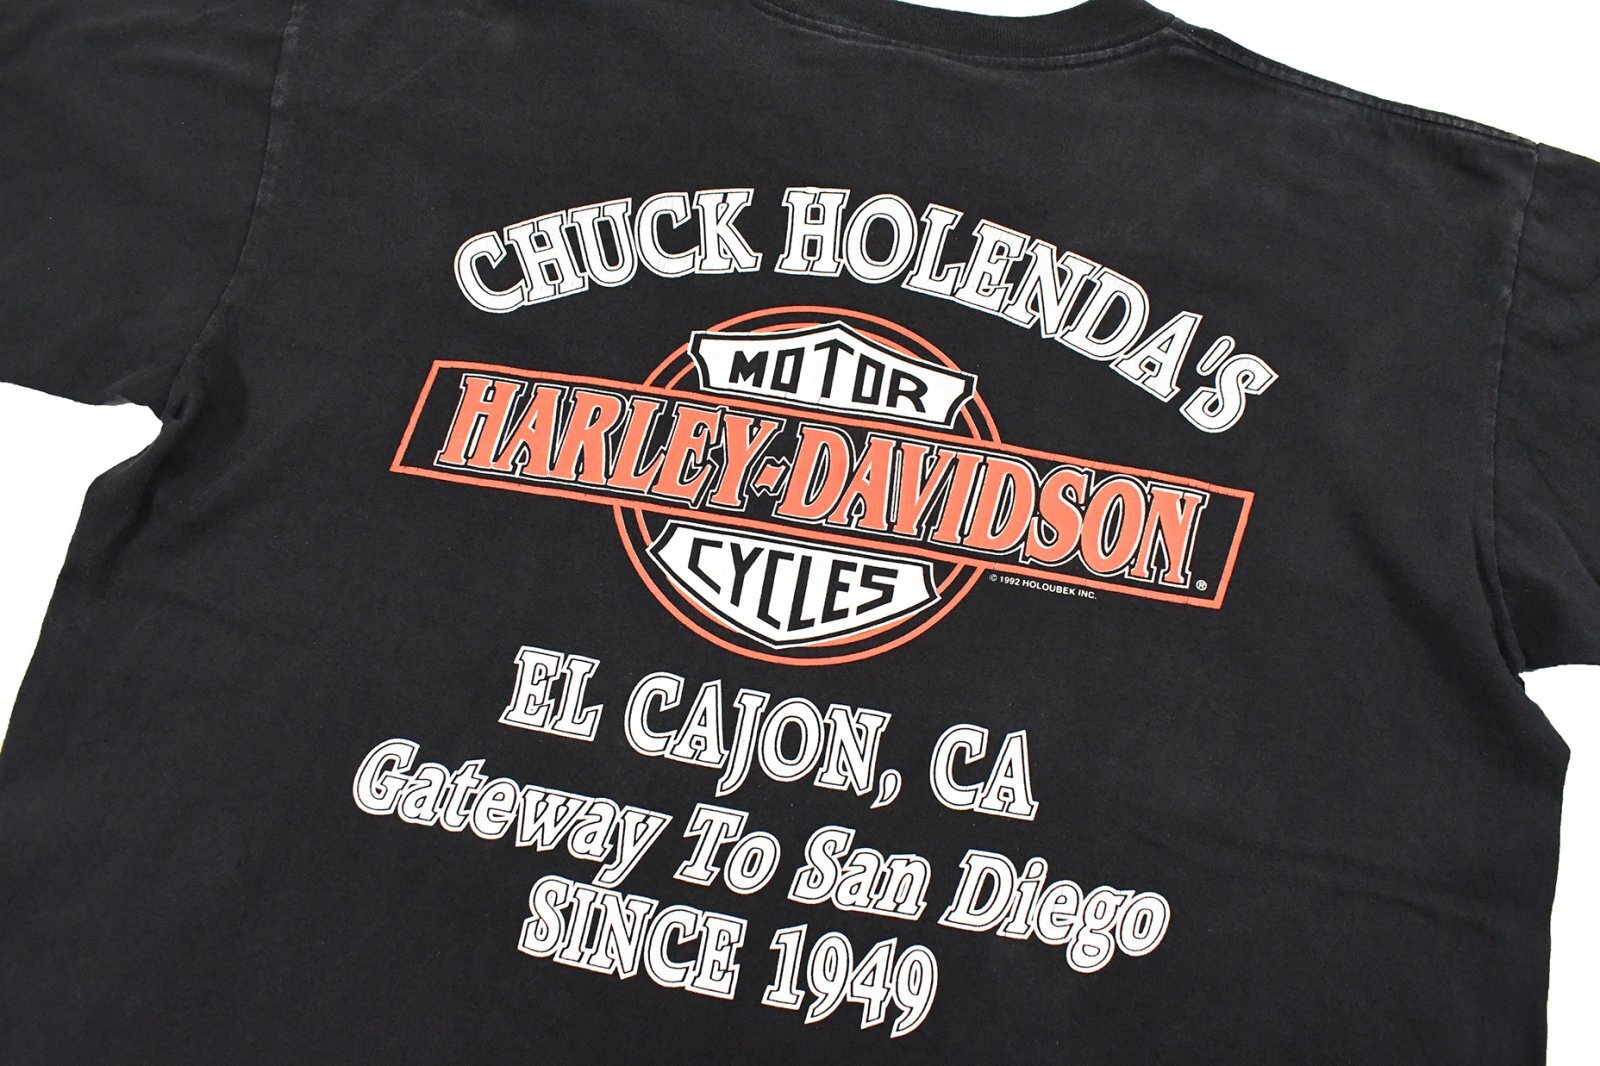 CHUCK HOLENDA'S
MOTOR
HARLEY-DAVIDSON ®
CYCLES
© 1992 HOLOUBEK INC.
EL CAJON, CA
Gateway To San Diego
SINCE 1949